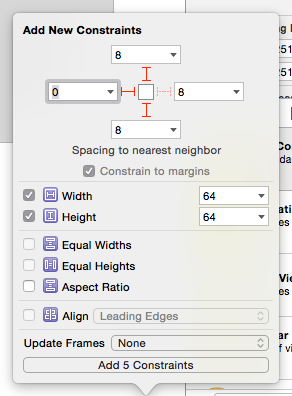 Add New Constraints
8
0
8
8
Spacing to nearest neighbor
Constrain to margins
Width 64
Height 64
Equal Widths
Equal Heights
Aspect Ratio
Align Leading Edges
Update Frames None
Add 5 Constraints